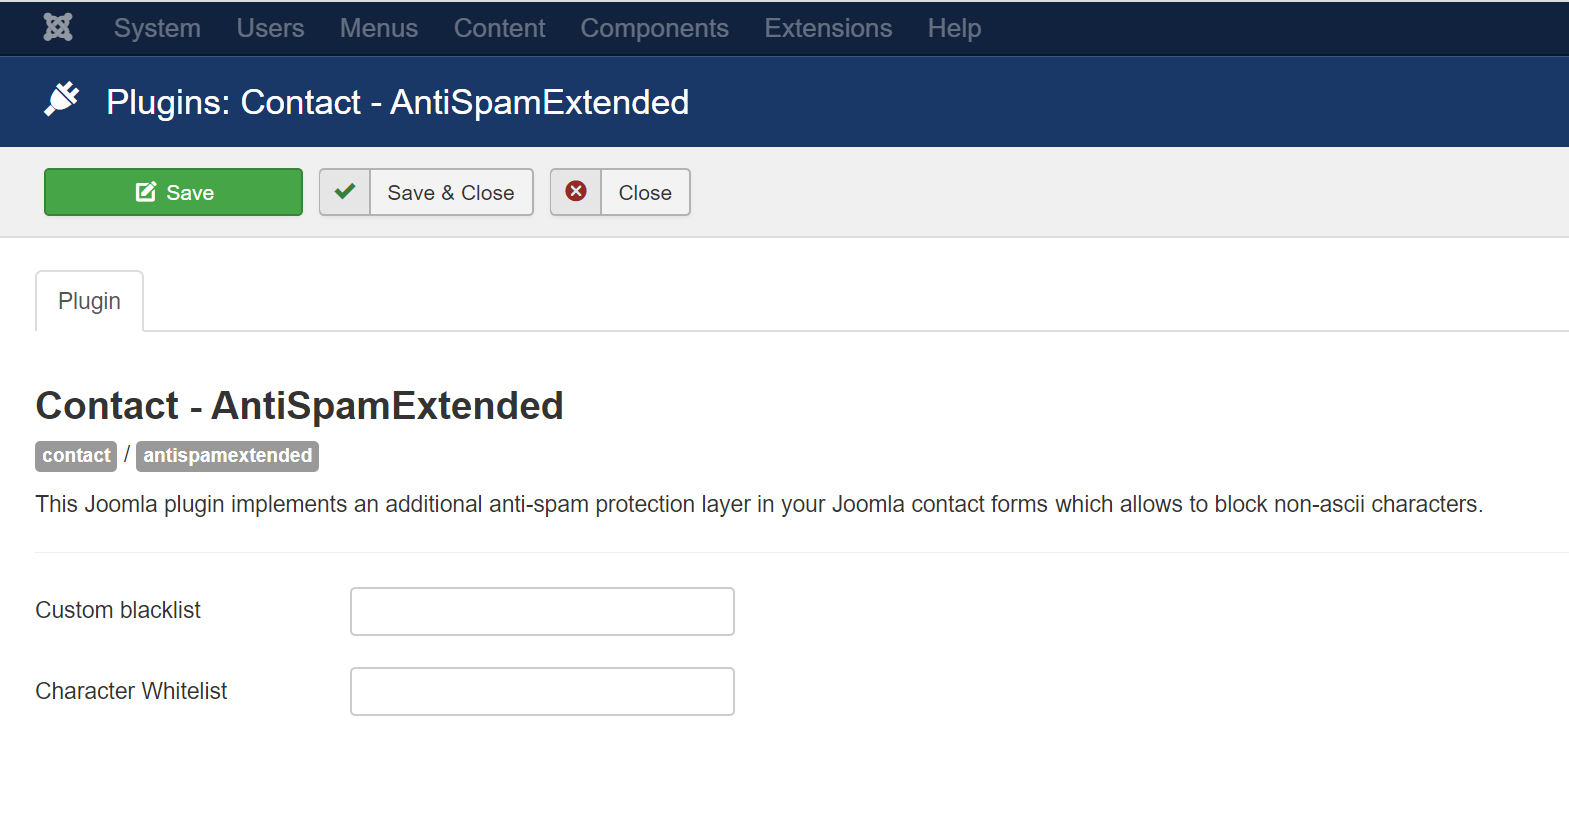 System Users Menus Content Components Extensions Help
Plugins: Contact - AntiSpamExtended
Save Save & Close Close
Plugin
Contact - AntiSpamExtended
contact / antispamextended
This Joomla plugin implements an additional anti-spam protection layer in your Joomla contact forms which allows to block non-ascii characters.
Custom blacklist
Character Whitelist